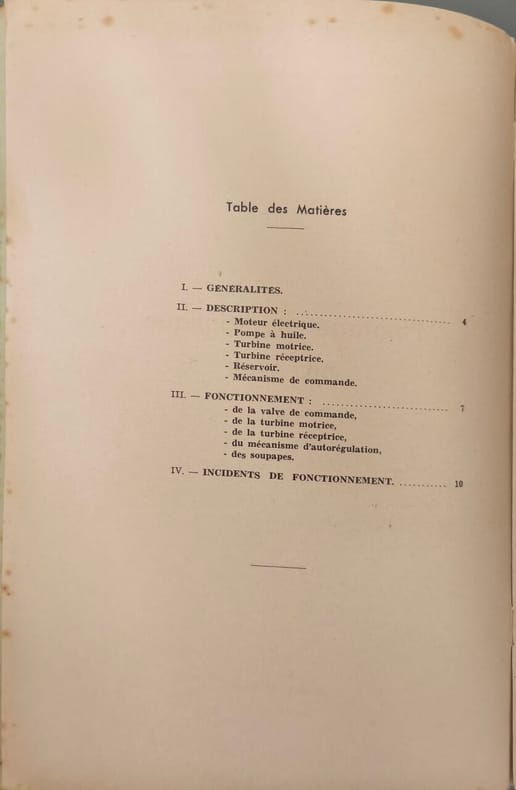 Table des Matières
I. — GÉNÉRALITÉS.
II. — DESCRIPTION : .................................... 4
- Moteur électrique.
- Pompe à huile.
- Turbine motrice.
- Turbine réceptrice.
- Réservoir.
- Mécanisme de commande.
III. — FONCTIONNEMENT : .............................. 7
- de la valve de commande,
- de la turbine motrice,
- de la turbine réceptrice,
- du mécanisme d'autorégulation,
- des soupapes.
IV. — INCIDENTS DE FONCTIONNEMENT. ........... 10